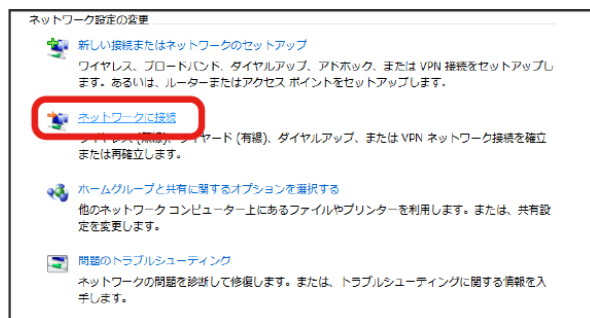 ネットワーク設定の変更
新しい接続またはネットワークのセットアップ
ワイヤレス、ブロードバンド、ダイヤルアップ、アドホック、または VPN 接続をセットアップし
ます。あるいは、ルーターまたはアクセス ポイントをセットアップします。
ネットワークに接続
ワイヤレス (無線)、ワイヤード (有線)、ダイヤルアップ、または VPN ネットワーク接続を確立
または再確立します。
ホームグループと共有に関するオプションを選択する
他のネットワーク コンピューター上にあるファイルやプリンターを利用します。または、共有設
定を変更します。
問題のトラブルシューティング
ネットワークの問題を診断して修復します。または、トラブルシューティングに関する情報を入
手します。